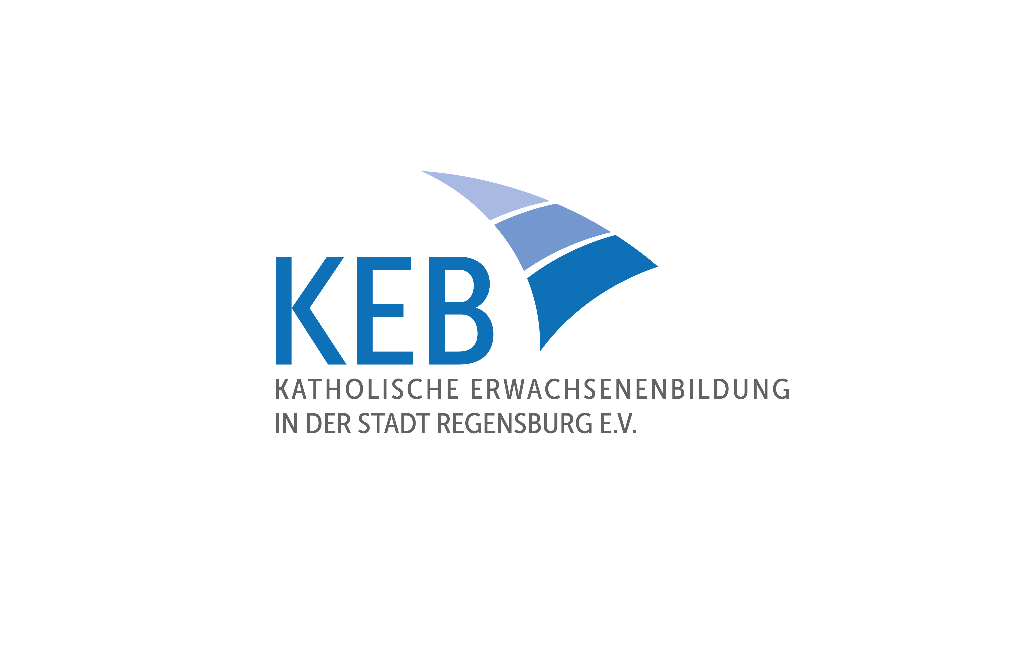 KEB
KATHOLISCHE ERWACHSENENBILDUNG
IN DER STADT REGENSBURG E.V.